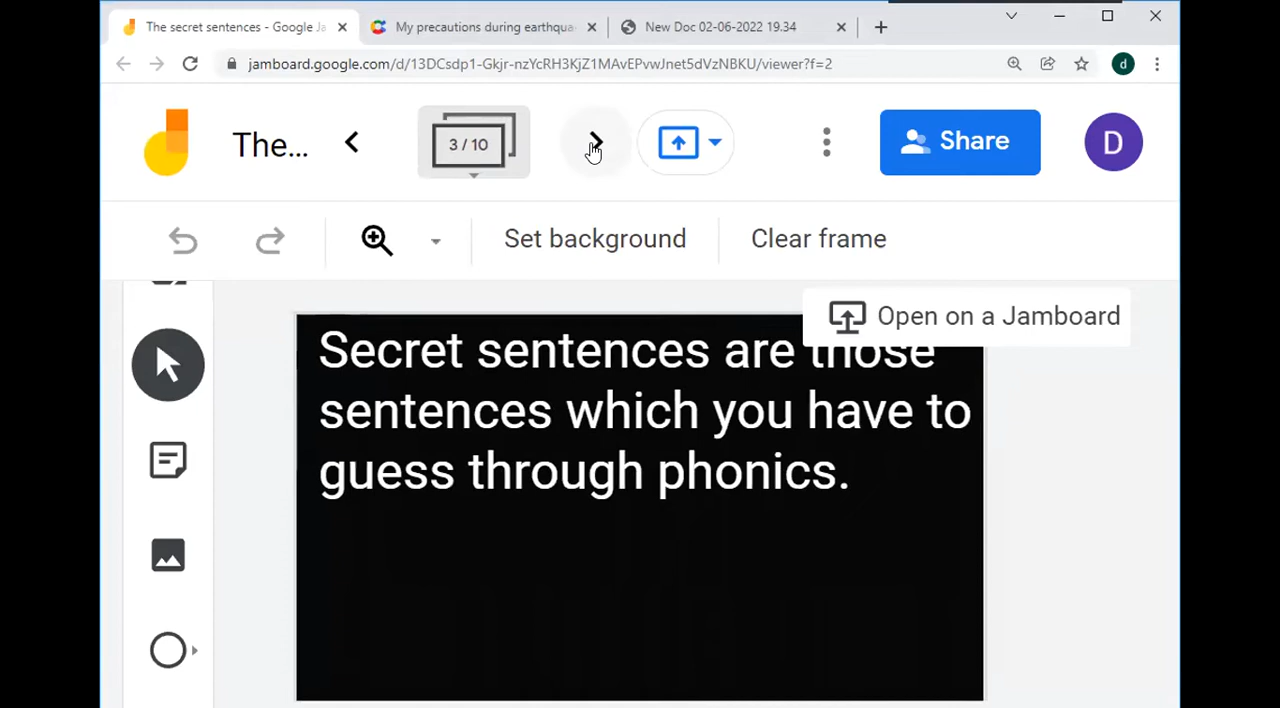 The secret sentences - Google Ja
My precautions during earthqua
New Doc 02-06-2022 19.34
jamboard.google.com/d/13DCsdp1-Gkjr-nzYcRH3KjZ1MAvEPvwJnet5dVzNBKU/viewer?f=2
d
The...
3 / 10
Share
D
Set background
Clear frame
Open on a Jamboard
Secret sentences are those
sentences which you have to
guess through phonics.